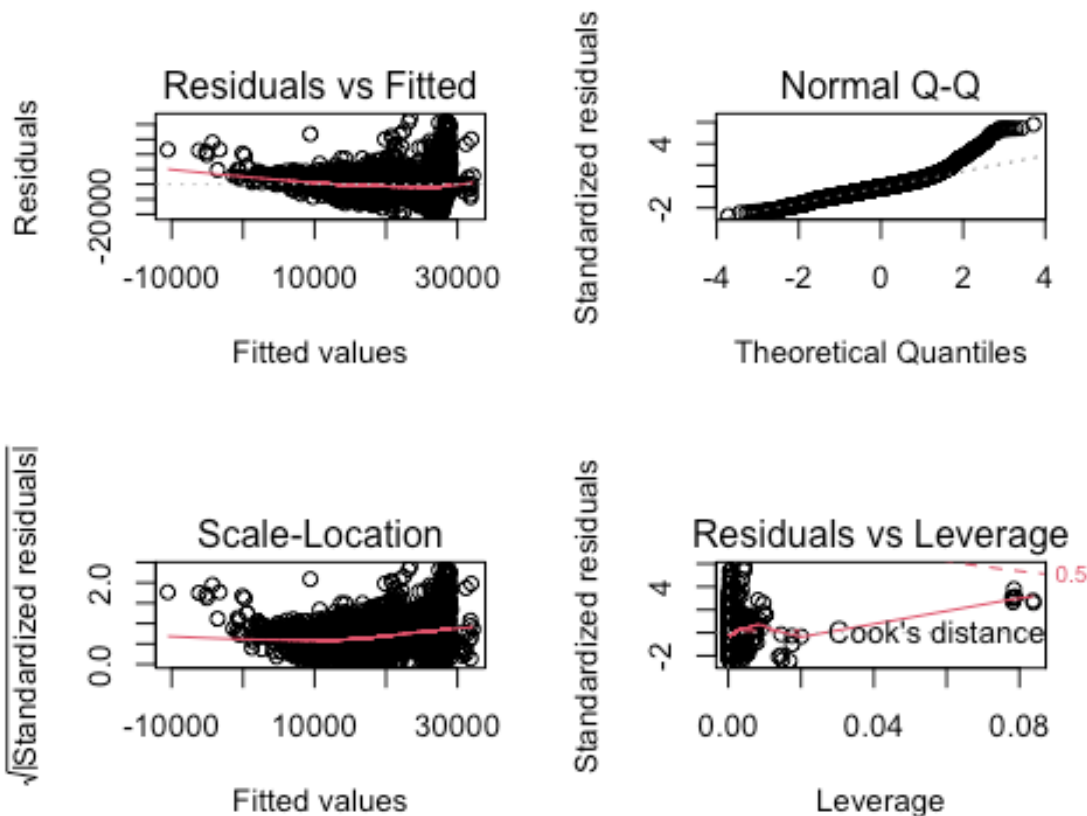 Residuals vs Fitted
Residuals
-20000
-10000 10000 30000
Fitted values
Normal Q-Q
Standardized residuals
4
-2
-4 -2 0 2 4
Theoretical Quantiles
Scale-Location
√|Standardized residuals|
2.0
0.0
-10000 10000 30000
Fitted values
Residuals vs Leverage
Standardized residuals
4
-2
0.5
Cook's distance
0.00 0.04 0.08
Leverage